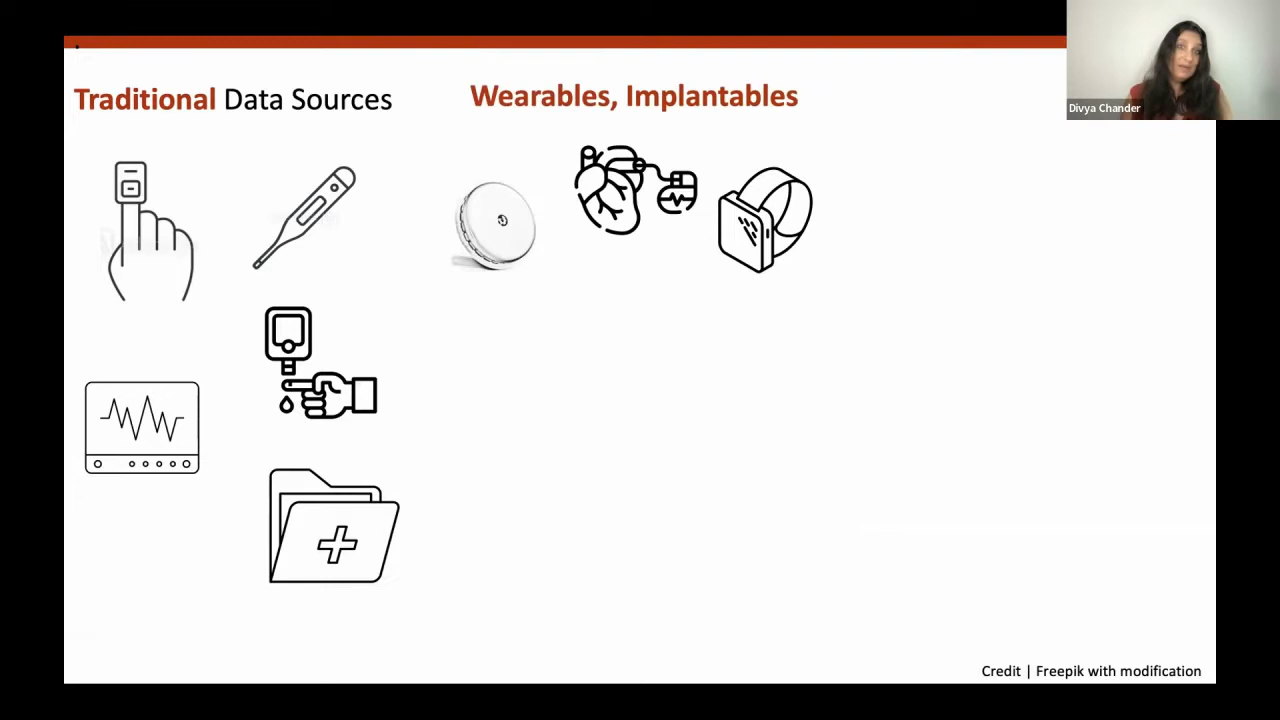 Traditional Data Sources
Wearables, Implantables
Divya Chander
Credit | Freepik with modification